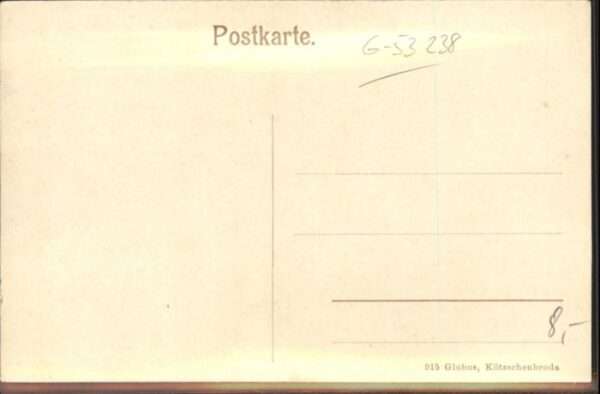 Postkarte.
G-53 238
8,-
915 Globus, Kötzschenbroda